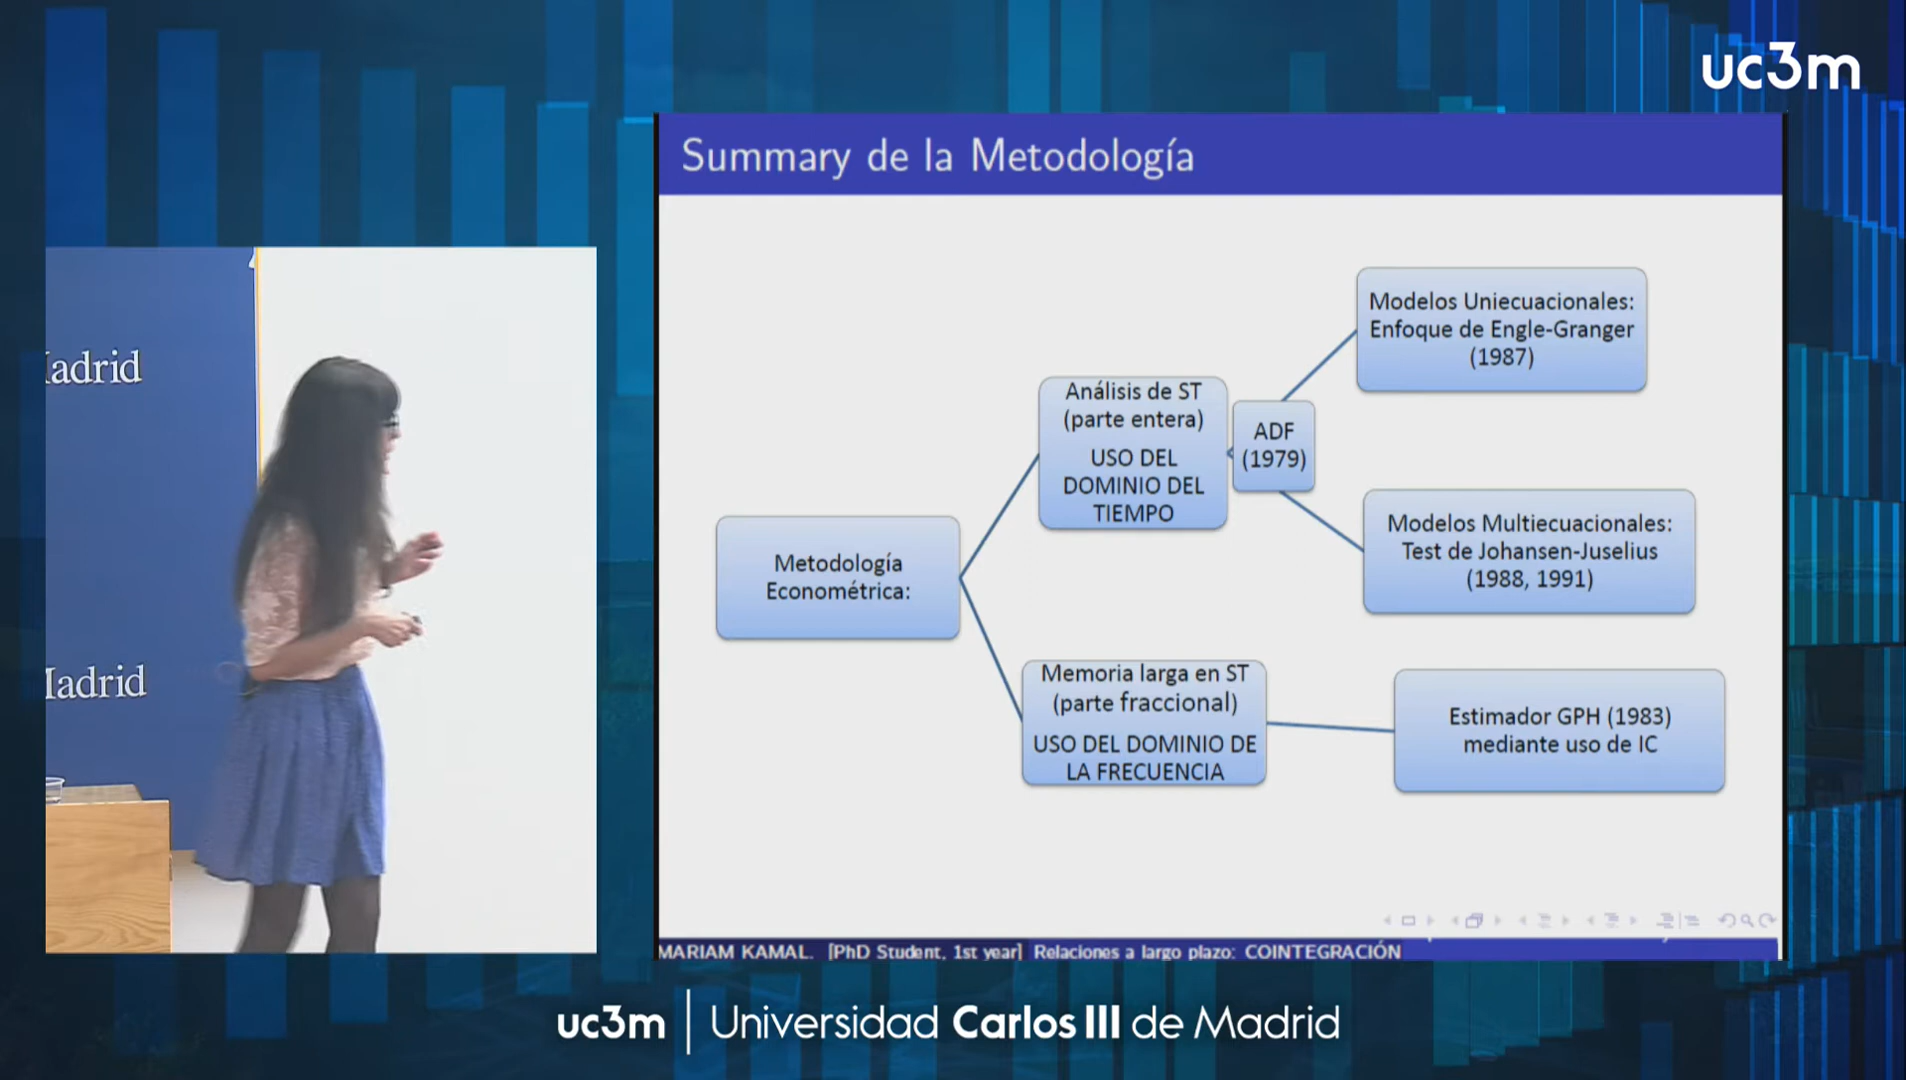 uc3m
Summary de la Metodología
Modelos Uniecuacionales:
Enfoque de Engle-Granger
(1987)
Análisis de ST
(parte entera)
USO DEL
DOMINIO DEL
TIEMPO
ADF
(1979)
Modelos Multiecuacionales:
Test de Johansen-Juselius
(1988, 1991)
Metodología
Econométrica:
Memoria larga en ST
(parte fraccional)
USO DEL DOMINIO DE
LA FRECUENCIA
Estimador GPH (1983)
mediante uso de IC
MARIAM KAMAL. [PhD Student, 1st year] Relaciones a largo plazo: COINTEGRACIÓN
adrid
Madrid
uc3m | Universidad Carlos III de Madrid